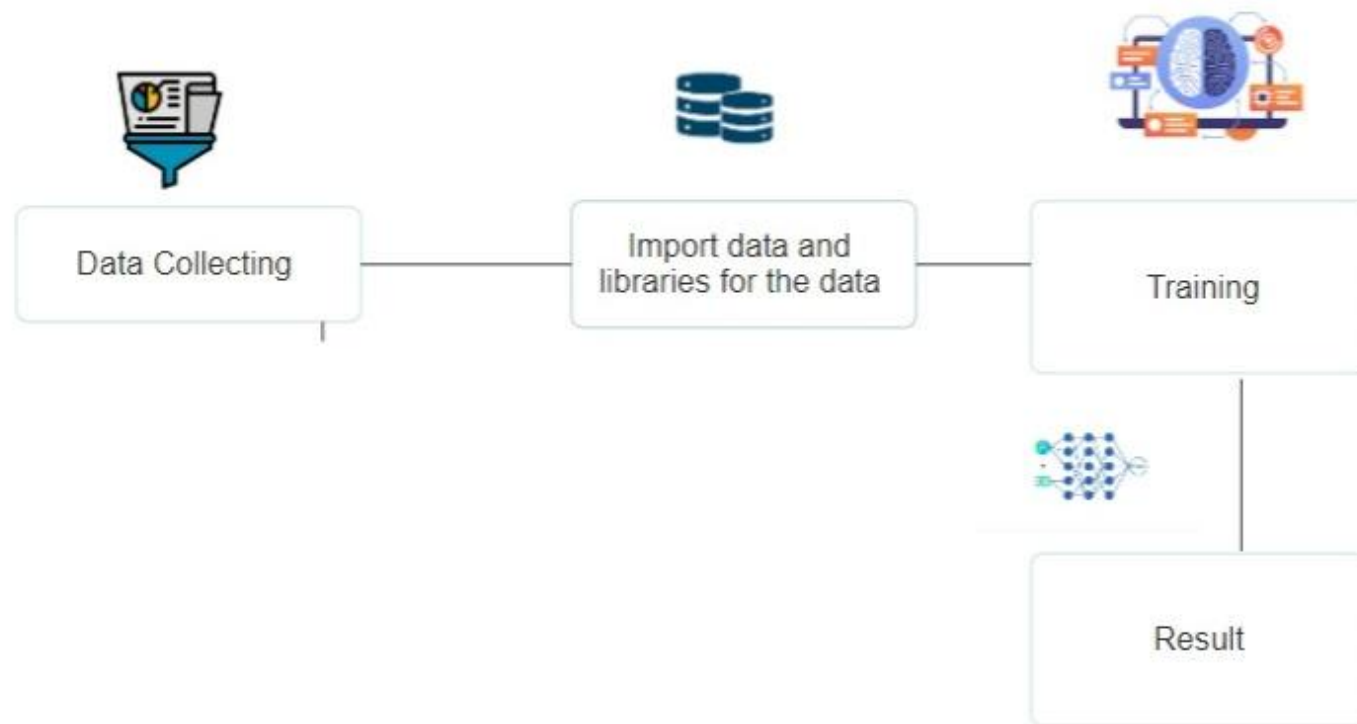 Data Collecting
Import data and
libraries for the data
Training
Result